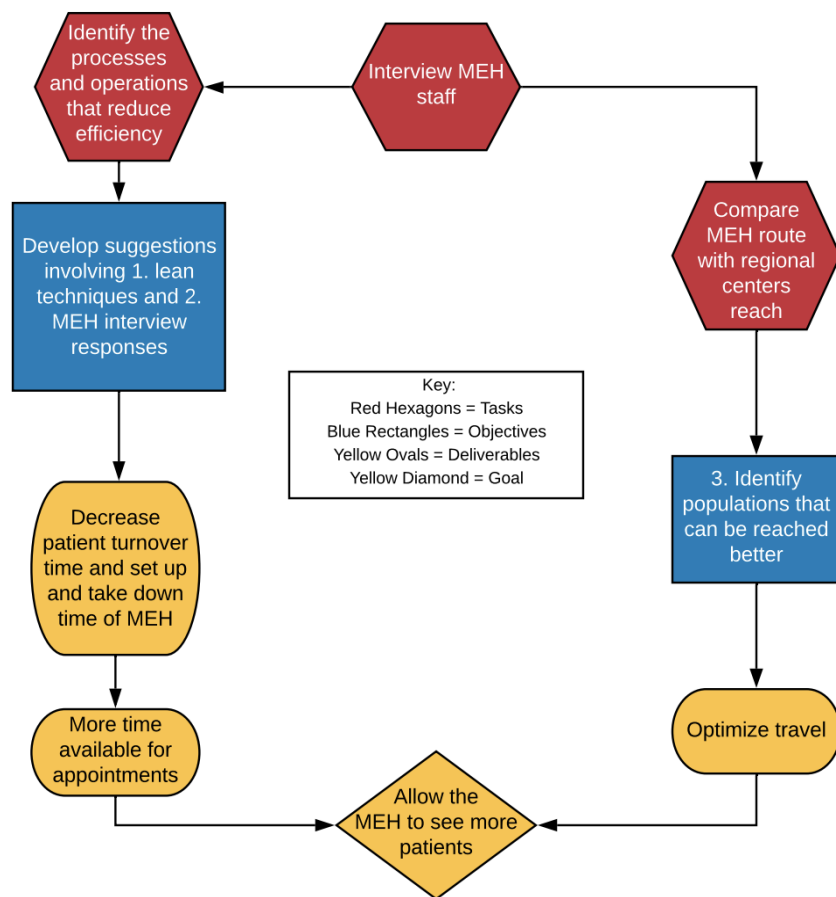 Identify the
processes
and operations
that reduce
efficiency
Interview MEH
staff
Compare
MEH route
with regional
centers
reach
Develop suggestions
involving 1. lean
techniques and 2.
MEH interview
responses
Key:
Red Hexagons = Tasks
Blue Rectangles = Objectives
Yellow Ovals = Deliverables
Yellow Diamond = Goal
3. Identify
populations that
can be reached
better
Decrease
patient turnover
time and set up
and take down
time of MEH
More time
available for
appointments
Optimize travel
Allow the
MEH to see more
patients